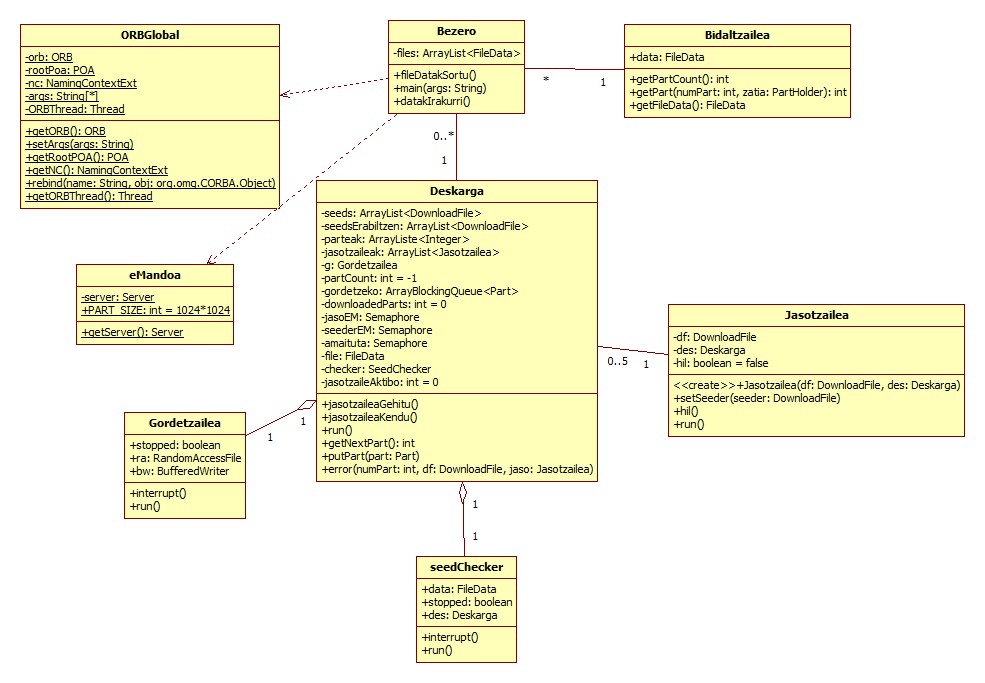 ORBGlobal
-orb: ORB
-rootPoa: POA
-nc: NamingContextExt
-args: String[*]
-ORBThread: Thread
+getORB(): ORB
+setArgs(args: String)
+getRootPOA(): POA
+getNC(): NamingContextExt
+rebind(name: String, obj: org.omg.CORBA.Object)
+getORBThread(): Thread
Bezero
-files: ArrayList<FileData>
+fileDatakSortu()
+main(args: String)
+datakIrakurri()
*
1
Bidaltzailea
+data: FileData
+getPartCount(): int
+getPart(numPart: int, zatia: PartHolder): int
+getFileData(): FileData
0..*
1
eMandoa
-server: Server
+PART_SIZE: int = 1024*1024
+getServer(): Server
Deskarga
-seeds: ArrayList<DownloadFile>
-seedsErabiltzen: ArrayList<DownloadFile>
-parteak: ArrayListe<Integer>
-jasotzaileak: ArrayList<Jasotzailea>
-g: Gordetzailea
-partCount: int = -1
-gordetzeko: ArrayBlockingQueue<Part>
-downloadedParts: int = 0
-jasoEM: Semaphore
-seederEM: Semaphore
-amaituta: Semaphore
-file: FileData
-checker: SeedChecker
-jasotzaileAktibo: int = 0
+jasotzaileaGehitu()
+jasotzaileaKendu()
+run()
+getNextPart(): int
+putPart(part: Part)
+error(numPart: int, df: DownloadFile, jaso: Jasotzailea)
0..5
1
Jasotzailea
-df: DownloadFile
-des: Deskarga
-hil: boolean = false
<<create>>+Jasotzailea(df: DownloadFile, des: Deskarga)
+setSeeder(seeder: DownloadFile)
+hil()
+run()
Gordetzailea
+stopped: boolean
+ra: RandomAccessFile
+bw: BufferedWriter
+interrupt()
+run()
1
1
1
1
seedChecker
+data: FileData
+stopped: boolean
+des: Deskarga
+interrupt()
+run()